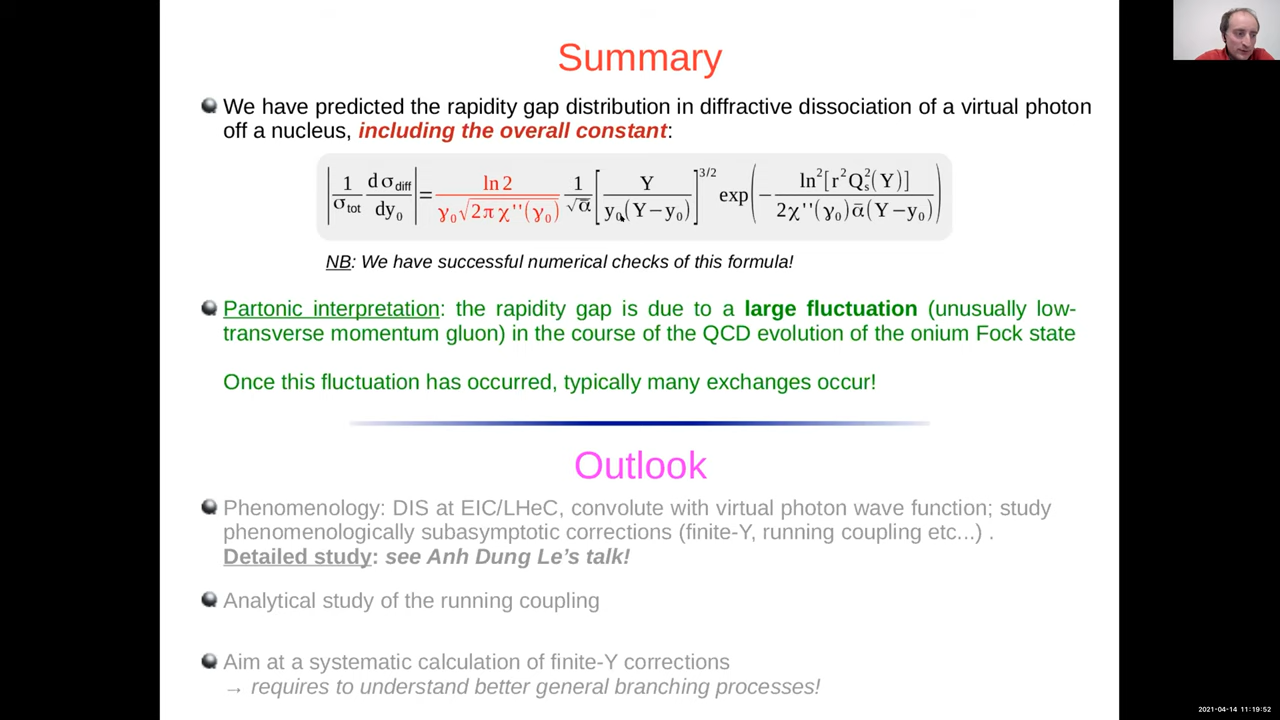 Summary
We have predicted the rapidity gap distribution in diffractive dissociation of a virtual photon
off a nucleus, including the overall constant:
|1/σ_tot dσ_diff/dy₀| = ln 2/(γ₀√(2π χ''(γ₀))) 1/√ᾱ [Y/(y₀(Y−y₀))]^3/2 exp(−ln²[r²Q_s²(Y)]/(2χ''(γ₀)ᾱ(Y−y₀)))
NB: We have successful numerical checks of this formula!
Partonic interpretation: the rapidity gap is due to a large fluctuation (unusually low-
transverse momentum gluon) in the course of the QCD evolution of the onium Fock state
Once this fluctuation has occurred, typically many exchanges occur!
Outlook
Phenomenology: DIS at EIC/LHeC, convolute with virtual photon wave function; study
phenomenologically subasymptotic corrections (finite-Y, running coupling etc...) .
Detailed study: see Anh Dung Le's talk!
Analytical study of the running coupling
Aim at a systematic calculation of finite-Y corrections
→ requires to understand better general branching processes!
2021-04-14 11:19:52